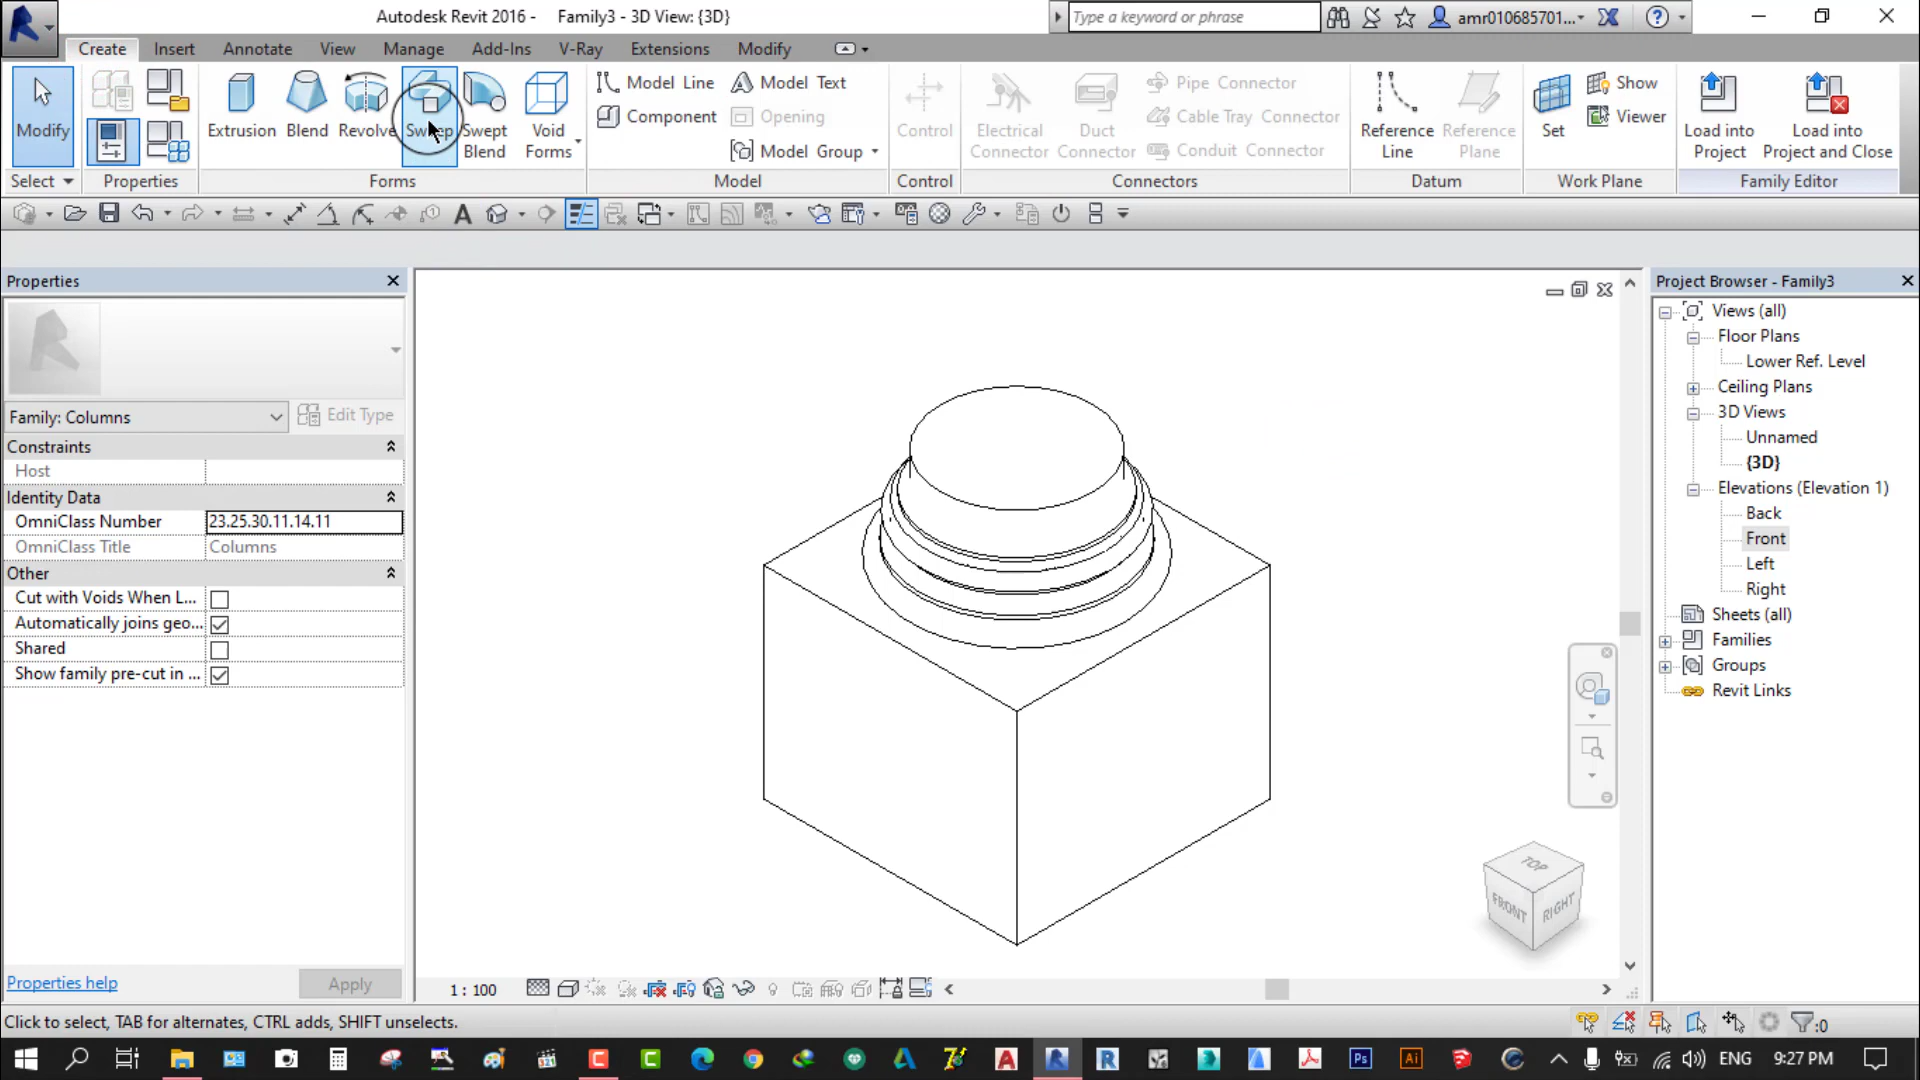 Autodesk Revit 2016 - Family3 - 3D View: {3D}
Type a keyword or phrase
amr010685701...
Create Insert Annotate View Manage Add-Ins V-Ray Extensions Modify
Modify
Extrusion Blend Revolve Sweep Swept Blend Void Forms
Model Line Model Text
Component Opening
Model Group
Control
Electrical Connector
Duct Connector
Pipe Connector
Cable Tray Connector
Conduit Connector
Reference Line
Reference Plane
Set
Show
Viewer
Load into Project
Load into Project and Close
Select Properties Forms Model Control Connectors Datum Work Plane Family Editor
Properties
Family: Columns
Edit Type
Constraints
Host
Identity Data
OmniClass Number 23.25.30.11.14.11
OmniClass Title Columns
Other
Cut with Voids When L...
Automatically joins geo...
Shared
Show family pre-cut in ...
Properties help
Apply
TOP
FRONT
RIGHT
1 : 100
Project Browser - Family3
Views (all)
Floor Plans
Lower Ref. Level
Ceiling Plans
3D Views
Unnamed
{3D}
Elevations (Elevation 1)
Back
Front
Left
Right
Sheets (all)
Families
Groups
Revit Links
Click to select, TAB for alternates, CTRL adds, SHIFT unselects.
:0
ENG 9:27 PM